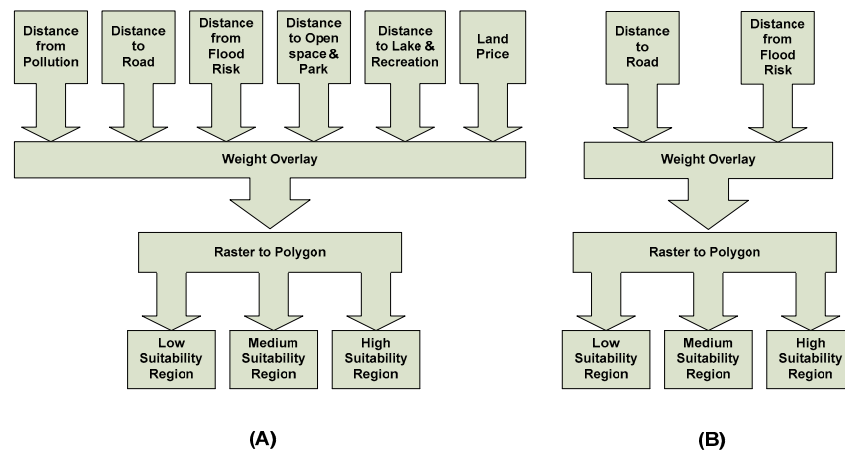 Distance
from
Pollution
Distance
to
Road
Distance
from
Flood
Risk
Distance
to Open
space &
Park
Distance
to Lake &
Recreation
Land
Price
Weight Overlay
Raster to Polygon
Low
Suitability
Region
Medium
Suitability
Region
High
Suitability
Region
(A)
Distance
to
Road
Distance
from
Flood
Risk
Weight Overlay
Raster to Polygon
Low
Suitability
Region
Medium
Suitability
Region
High
Suitability
Region
(B)